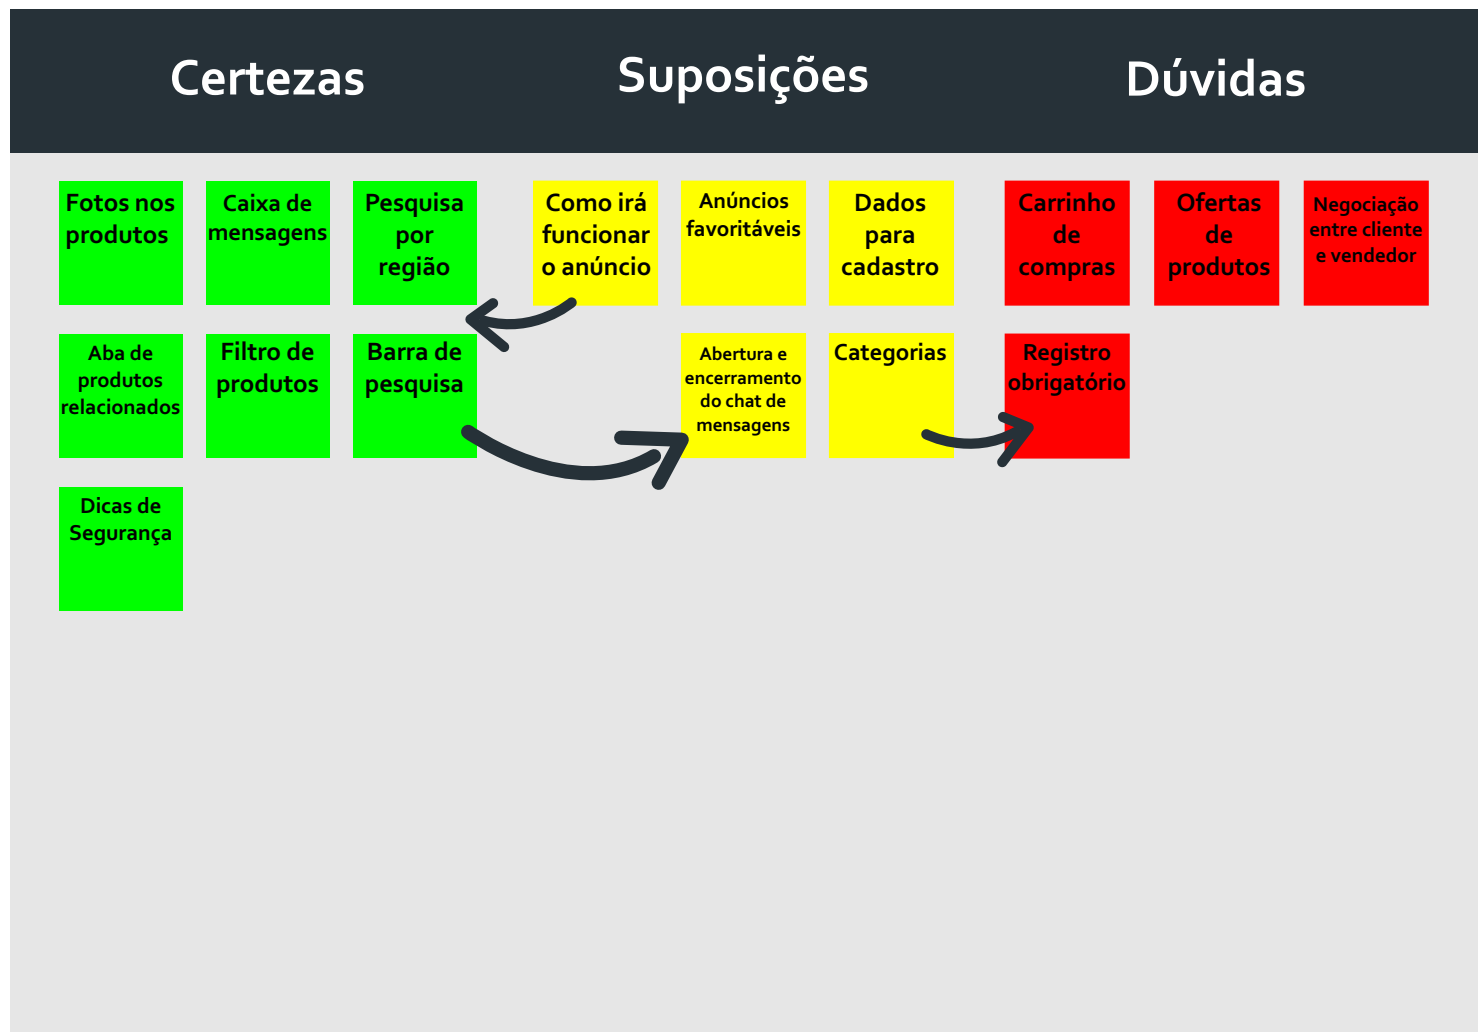 Certezas
Suposições
Dúvidas
Fotos nos
produtos
Caixa de
mensagens
Pesquisa
por
região
Como irá
funcionar
o anúncio
Anúncios
favoritáveis
Dados
para
cadastro
Carrinho
de
compras
Ofertas
de
produtos
Negociação
entre cliente
e vendedor
Aba de
produtos
relacionados
Filtro de
produtos
Barra de
pesquisa
Abertura e
encerramento
do chat de
mensagens
Categorias
Registro
obrigatório
Dicas de
Segurança